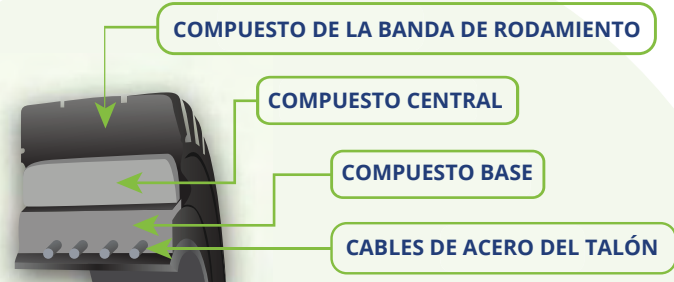 COMPUESTO DE LA BANDA DE RODAMIENTO
COMPUESTO CENTRAL
COMPUESTO BASE
CABLES DE ACERO DEL TALÓN